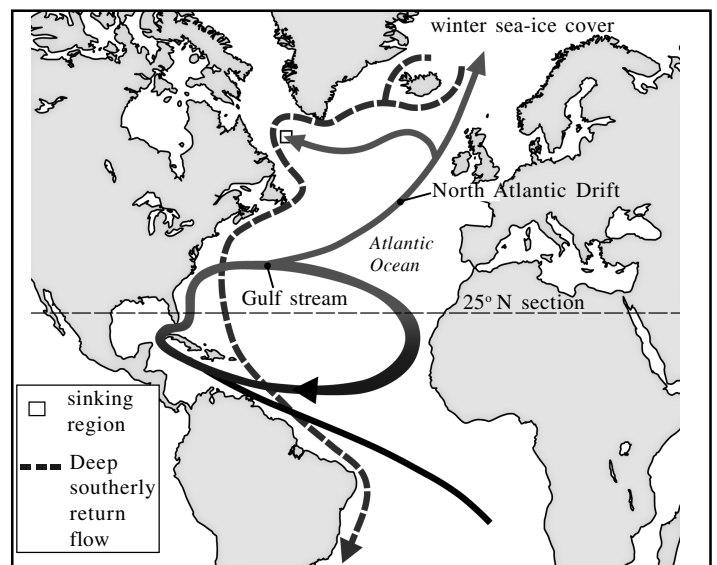 winter sea-ice cover
North Atlantic Drift
Atlantic
Ocean
Gulf stream
25° N section
sinking
region
Deep
southerly
return
flow